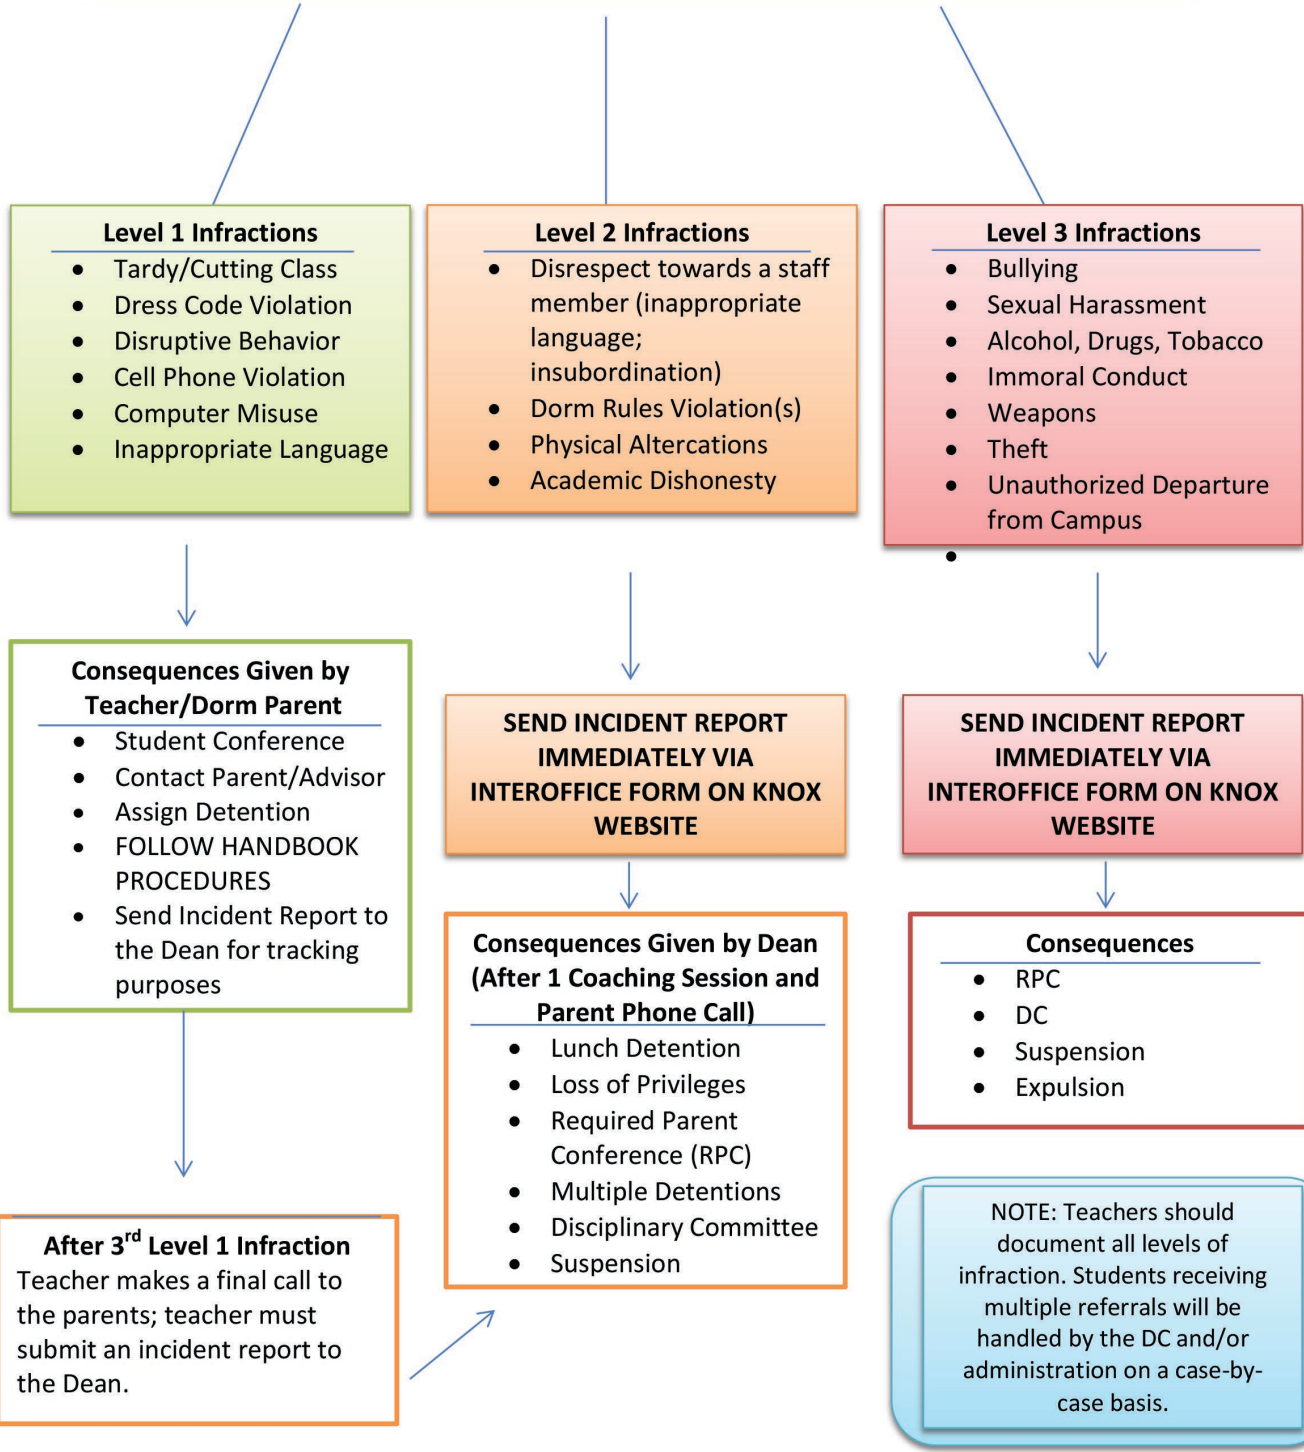 Level 1 Infractions
• Tardy/Cutting Class
• Dress Code Violation
• Disruptive Behavior
• Cell Phone Violation
• Computer Misuse
• Inappropriate Language
Level 2 Infractions
• Disrespect towards a staff
member (inappropriate
language;
insubordination)
• Dorm Rules Violation(s)
• Physical Altercations
• Academic Dishonesty
Level 3 Infractions
• Bullying
• Sexual Harassment
• Alcohol, Drugs, Tobacco
• Immoral Conduct
• Weapons
• Theft
• Unauthorized Departure
from Campus
•
Consequences Given by
Teacher/Dorm Parent
• Student Conference
• Contact Parent/Advisor
• Assign Detention
• FOLLOW HANDBOOK
PROCEDURES
• Send Incident Report to
the Dean for tracking
purposes
SEND INCIDENT REPORT
IMMEDIATELY VIA
INTEROFFICE FORM ON KNOX
WEBSITE
SEND INCIDENT REPORT
IMMEDIATELY VIA
INTEROFFICE FORM ON KNOX
WEBSITE
Consequences Given by Dean
(After 1 Coaching Session and
Parent Phone Call)
• Lunch Detention
• Loss of Privileges
• Required Parent
Conference (RPC)
• Multiple Detentions
• Disciplinary Committee
• Suspension
Consequences
• RPC
• DC
• Suspension
• Expulsion
After 3rd Level 1 Infraction
Teacher makes a final call to
the parents; teacher must
submit an incident report to
the Dean.
NOTE: Teachers should
document all levels of
infraction. Students receiving
multiple referrals will be
handled by the DC and/or
administration on a case-by-
case basis.